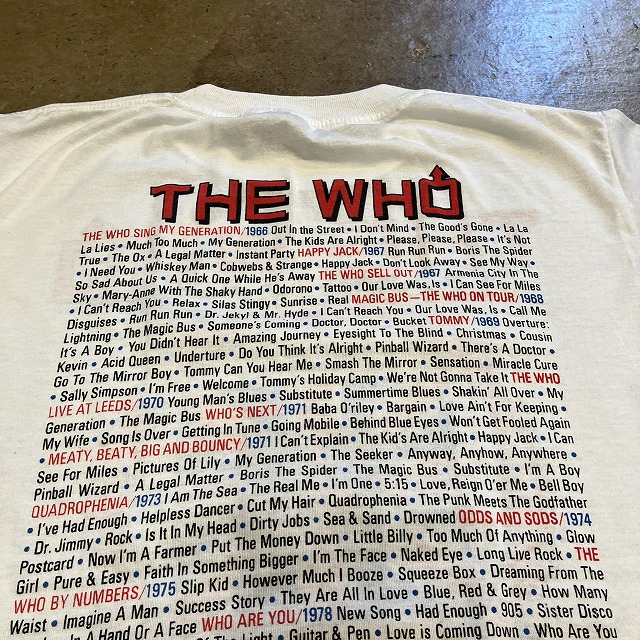 THE WHO
THE WHO SING MY GENERATION/1966 Out In the Street • I Don't Mind • The Good's Gone • La La
La Lies • Much Too Much • My Generation • The Kids Are Alright • Please, Please, Please • It's Not
True • The Ox • A Legal Matter • Instant Party HAPPY JACK/1967 Run Run Run • Boris The Spider
• I Need You • Whiskey Man • Cobwebs & Strange • Happy Jack • Don't Look Away • See My Way •
So Sad About Us • A Quick One While He's Away THE WHO SELL OUT/1967 Armenia City In The
Sky • Mary-Anne With The Shaky Hand • Odorono • Tattoo • Our Love Was, Is • I Can See For Miles
• I Can't Reach You • Relax • Silas Stingy • Sunrise • Real MAGIC BUS—THE WHO ON TOUR/1968
Disguises • Run Run Run • Dr. Jekyl & Mr. Hyde • I Can't Reach You • Our Love Was, Is • Call Me
Lightning • The Magic Bus • Someone's Coming • Doctor, Doctor • Bucket TOMMY/1969 Overture:
It's A Boy • You Didn't Hear It • Amazing Journey • Eyesight To The Blind • Christmas • Cousin
Kevin • Acid Queen • Underture • Do You Think It's Alright • Pinball Wizard • There's A Doctor •
Go To The Mirror Boy • Tommy Can You Hear Me • Smash The Mirror • Sensation • Miracle Cure
• Sally Simpson • I'm Free • Welcome • Tommy's Holiday Camp • We're Not Gonna Take It THE WHO
LIVE AT LEEDS/1970 Young Man's Blues • Substitute • Summertime Blues • Shakin' All Over • My
Generation • The Magic Bus WHO'S NEXT/1971 Baba O'riley • Bargain • Love Ain't For Keeping •
My Wife • Song Is Over • Getting In Tune • Going Mobile • Behind Blue Eyes • Won't Get Fooled Again
• MEATY, BEATY, BIG AND BOUNCY/1971 I Can't Explain • The Kid's Are Alright • Happy Jack • I Can
See For Miles • Pictures Of Lily • My Generation • The Seeker • Anyway, Anyhow, Anywhere •
Pinball Wizard • A Legal Matter • Boris The Spider • The Magic Bus • Substitute • I'm A Boy
QUADROPHENIA/1973 I Am The Sea • The Real Me • I'm One • 5:15 • Love, Reign O'er Me • Bell Boy
• I've Had Enough • Helpless Dancer • Cut My Hair • Quadrophenia • The Punk Meets The Godfather
• Dr. Jimmy • Rock • Is It In My Head • Dirty Jobs • Sea & Sand • Drowned ODDS AND SODS/1974
Postcard • Now I'm A Farmer • Put The Money Down • Little Billy • Too Much Of Anything • Glow
Girl • Pure & Easy • Faith In Something Bigger • I'm The Face • Naked Eye • Long Live Rock • THE
WHO BY NUMBERS/1975 Slip Kid • However Much I Booze • Squeeze Box • Dreaming From The
Waist • Imagine A Man • Success Story • They Are All In Love • Blue, Red & Grey • How Many
In A Hand Or A Face WHO ARE YOU/1978 New Song • Had Enough • 905 • Sister Disco
Of The Light • Guitar & Pen • Love is Coming Down • Who Are You